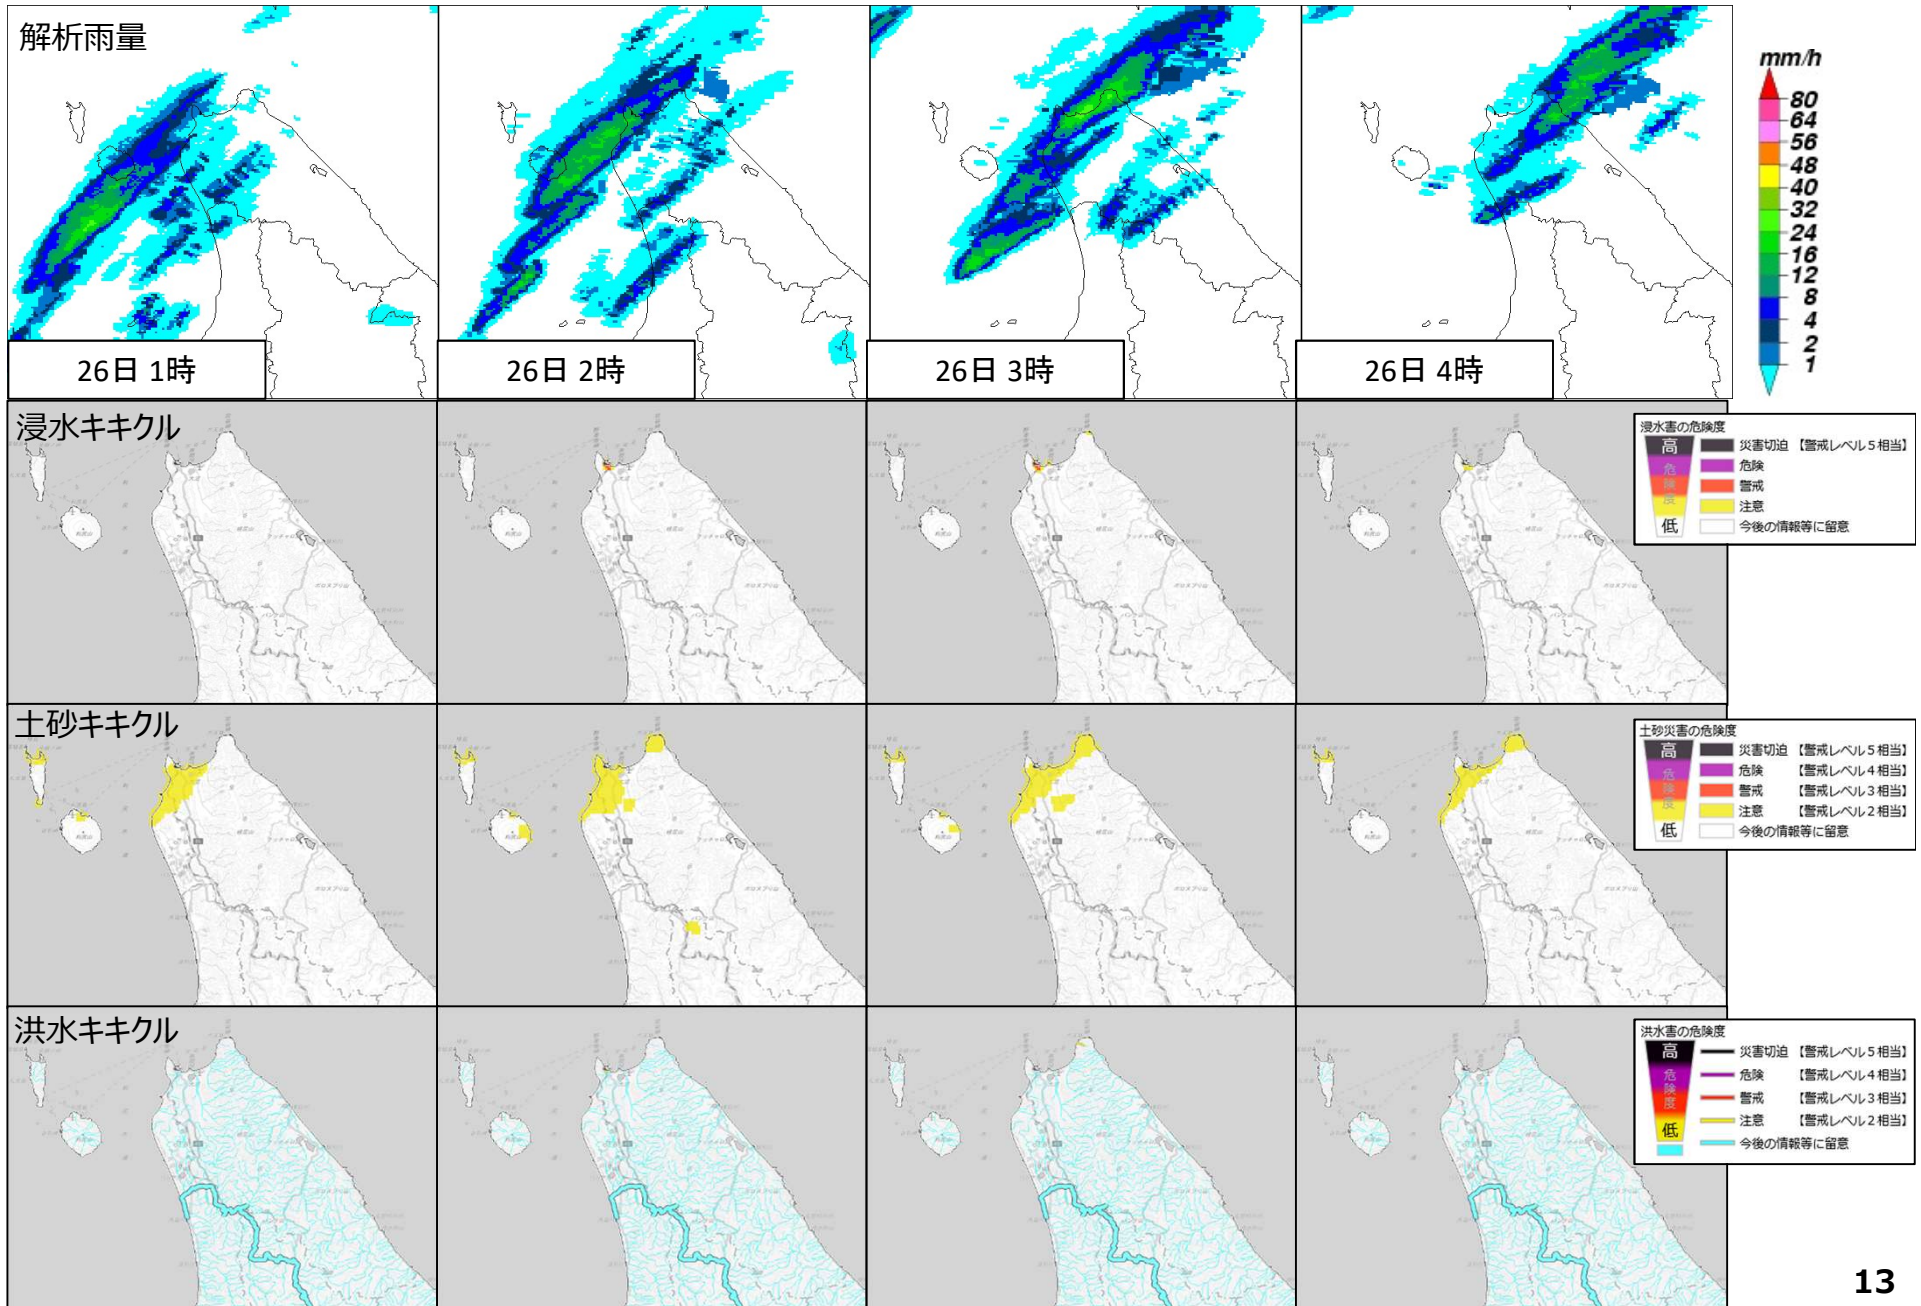 解析雨量
mm/h
80
64
56
48
40
32
24
16
12
8
4
2
1
26日 1時
26日 2時
26日 3時
26日 4時
浸水キキクル
浸水害の危険度
高
危険度
低
災害切迫 【警戒レベル5相当】
危険
警戒
注意
今後の情報等に留意
土砂キキクル
土砂災害の危険度
高
危険度
低
災害切迫 【警戒レベル5相当】
危険 【警戒レベル4相当】
警戒 【警戒レベル3相当】
注意 【警戒レベル2相当】
今後の情報等に留意
洪水キキクル
洪水害の危険度
高
危険度
低
災害切迫 【警戒レベル5相当】
危険 【警戒レベル4相当】
警戒 【警戒レベル3相当】
注意 【警戒レベル2相当】
今後の情報等に留意
13